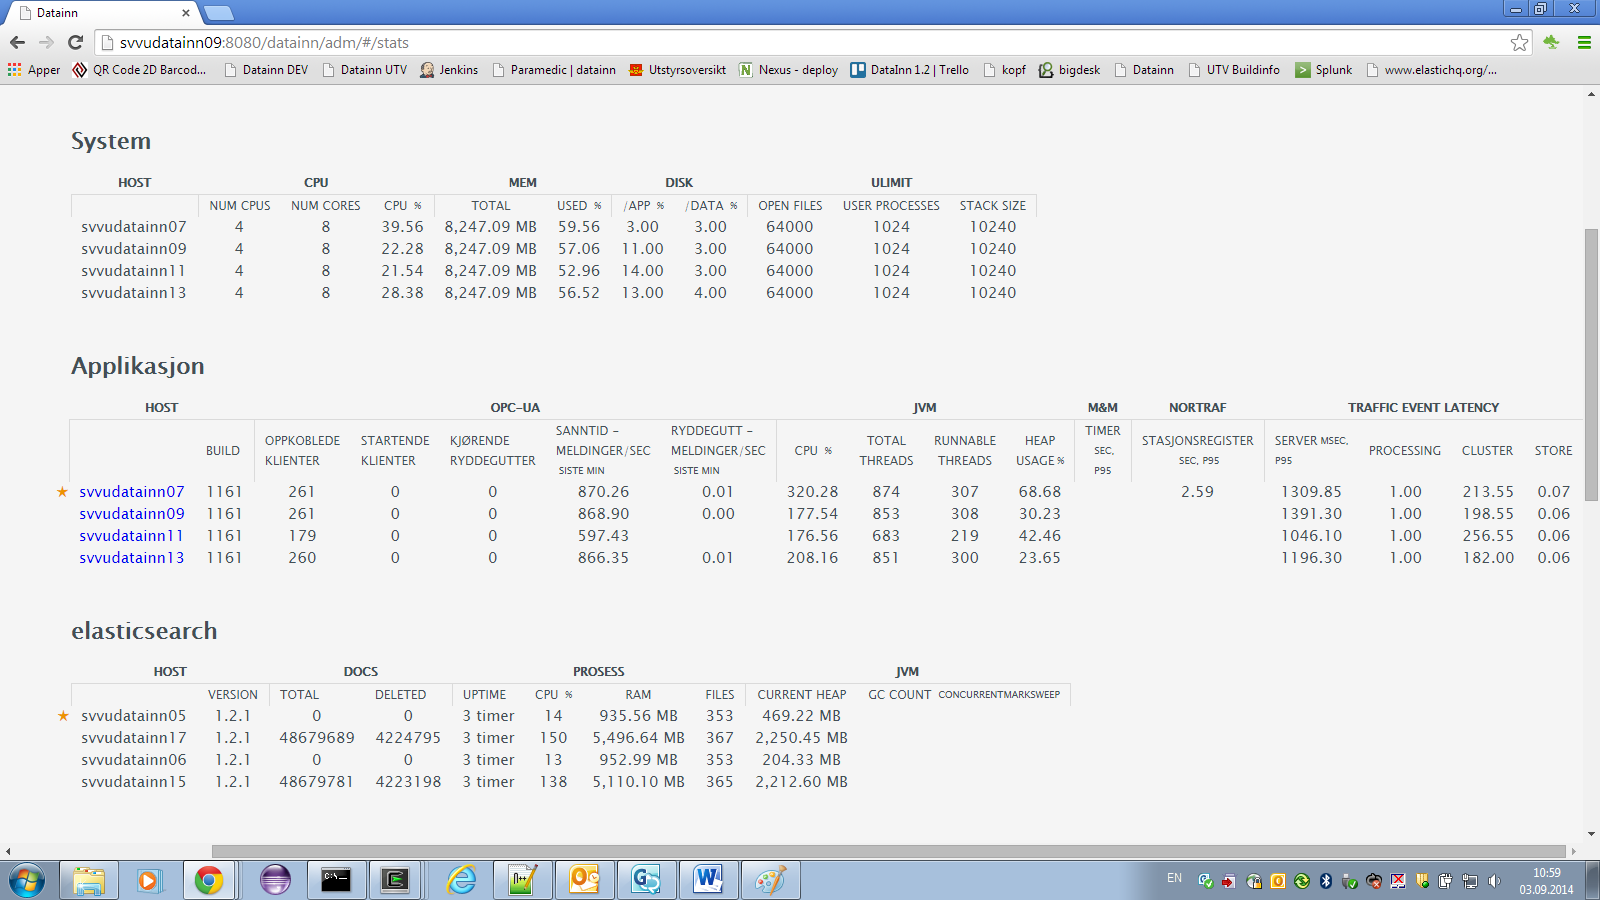 Datainn
svvudatainn09:8080/datainn/adm/#/stats
Apper QR Code 2D Barcod... Datainn DEV Datainn UTV Jenkins Paramedic | datainn Utstyrsoversikt Nexus - deploy DataInn 1.2 | Trello kopf bigdesk Datainn UTV Buildinfo Splunk www.elastichq.org/...
System
HOST CPU MEM DISK ULIMIT
NUM CPUS NUM CORES CPU % TOTAL USED % /APP % /DATA % OPEN FILES USER PROCESSES STACK SIZE
svvudatainn07 4 8 39.56 8,247.09 MB 59.56 3.00 3.00 64000 1024 10240
svvudatainn09 4 8 22.28 8,247.09 MB 57.06 11.00 3.00 64000 1024 10240
svvudatainn11 4 8 21.54 8,247.09 MB 52.96 14.00 3.00 64000 1024 10240
svvudatainn13 4 8 28.38 8,247.09 MB 56.52 13.00 4.00 64000 1024 10240
Applikasjon
HOST OPC-UA JVM M&M NORTRAF TRAFFIC EVENT LATENCY
BUILD OPPKOBLEDE KLIENTER STARTENDE KLIENTER KJØRENDE RYDDEGUTTER SANNTID - MELDINGER/SEC SISTE MIN RYDDEGUTT - MELDINGER/SEC SISTE MIN CPU % TOTAL THREADS RUNNABLE THREADS HEAP USAGE % TIMER SEC, P95 STASJONSREGISTER SEC, P95 SERVER MSEC, P95 PROCESSING CLUSTER STORE
svvudatainn07 1161 261 0 0 870.26 0.01 320.28 874 307 68.68 2.59 1309.85 1.00 213.55 0.07
svvudatainn09 1161 261 0 0 868.90 0.00 177.54 853 308 30.23 1391.30 1.00 198.55 0.06
svvudatainn11 1161 179 0 0 597.43 176.56 683 219 42.46 1046.10 1.00 256.55 0.06
svvudatainn13 1161 260 0 0 866.35 0.01 208.16 851 300 23.65 1196.30 1.00 182.00 0.06
elasticsearch
HOST DOCS PROSESS JVM
VERSION TOTAL DELETED UPTIME CPU % RAM FILES CURRENT HEAP GC COUNT CONCURRENTMARKSWEEP
svvudatainn05 1.2.1 0 0 3 timer 14 935.56 MB 353 469.22 MB
svvudatainn17 1.2.1 48679689 4224795 3 timer 150 5,496.64 MB 367 2,250.45 MB
svvudatainn06 1.2.1 0 0 3 timer 13 952.99 MB 353 204.33 MB
svvudatainn15 1.2.1 48679781 4223198 3 timer 138 5,110.10 MB 365 2,212.60 MB
EN 10:59
03.09.2014